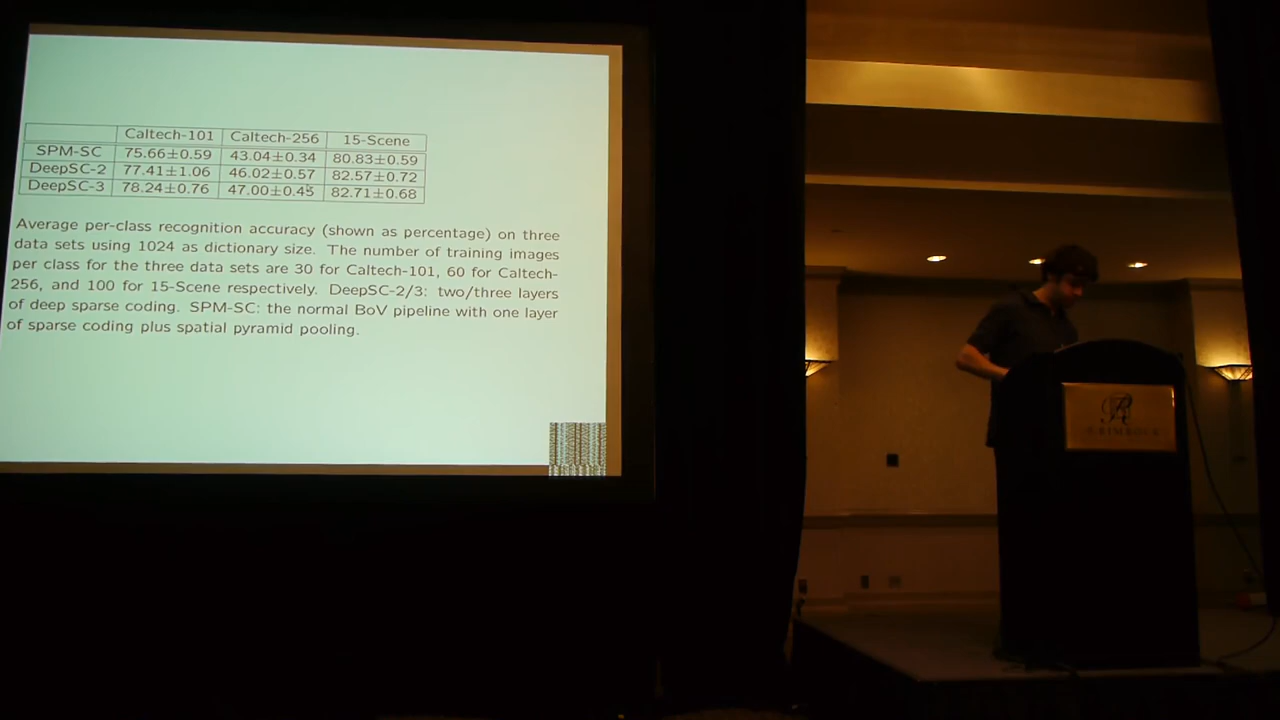 Caltech-101 Caltech-256 15-Scene
SPM-SC 75.66±0.59 43.04±0.34 80.83±0.59
DeepSC-2 77.41±1.06 46.02±0.57 82.57±0.72
DeepSC-3 78.24±0.76 47.00±0.45 82.71±0.68
Average per-class recognition accuracy (shown as percentage) on three
data sets using 1024 as dictionary size. The number of training images
per class for the three data sets are 30 for Caltech-101, 60 for Caltech-
256, and 100 for 15-Scene respectively. DeepSC-2/3: two/three layers
of deep sparse coding. SPM-SC: the normal BoV pipeline with one layer
of sparse coding plus spatial pyramid pooling.